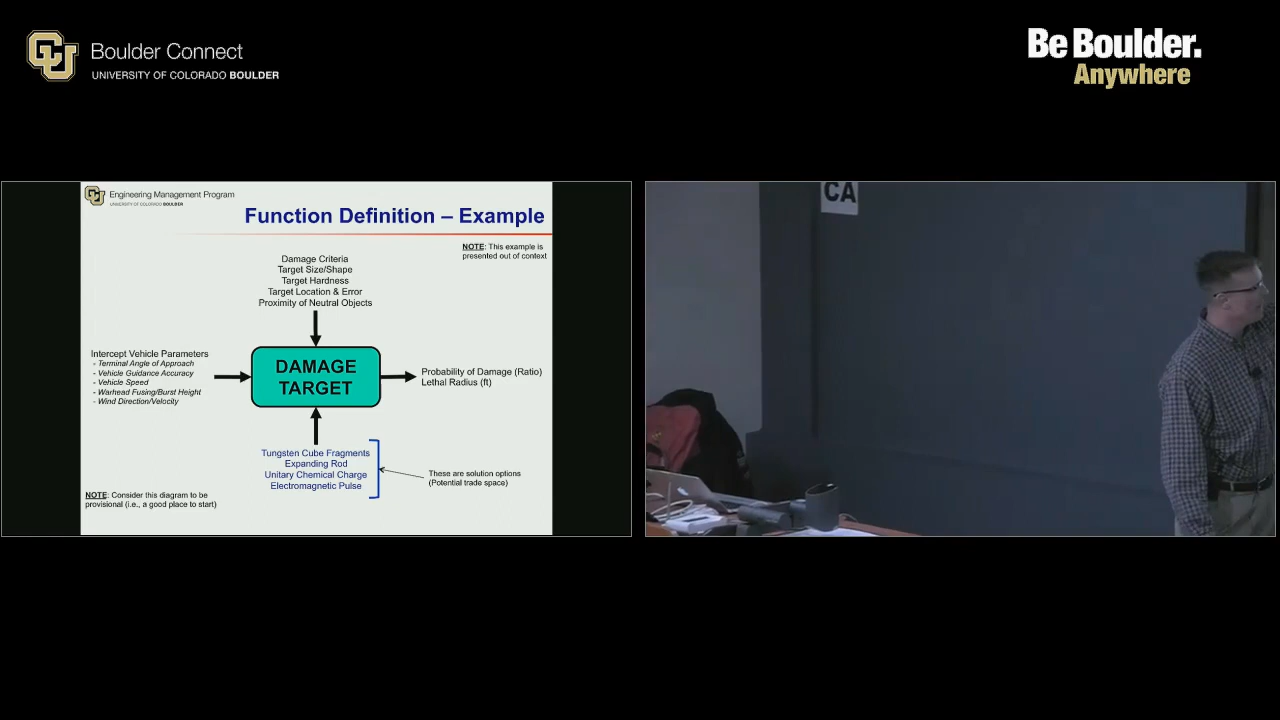 Boulder Connect
UNIVERSITY OF COLORADO BOULDER
Be Boulder.
Anywhere
Engineering Management Program
UNIVERSITY OF COLORADO BOULDER
Function Definition – Example
NOTE: This example is
presented out of context
Damage Criteria
Target Size/Shape
Target Hardness
Target Location & Error
Proximity of Neutral Objects
Intercept Vehicle Parameters
- Terminal Angle of Approach
- Vehicle Guidance Accuracy
- Vehicle Speed
- Warhead Fusing/Burst Height
- Wind Direction/Velocity
DAMAGE
TARGET
Probability of Damage (Ratio)
Lethal Radius (ft)
Tungsten Cube Fragments
Expanding Rod
Unitary Chemical Charge
Electromagnetic Pulse
These are solution options
(Potential trade space)
NOTE: Consider this diagram to be
provisional (i.e., a good place to start)
CA